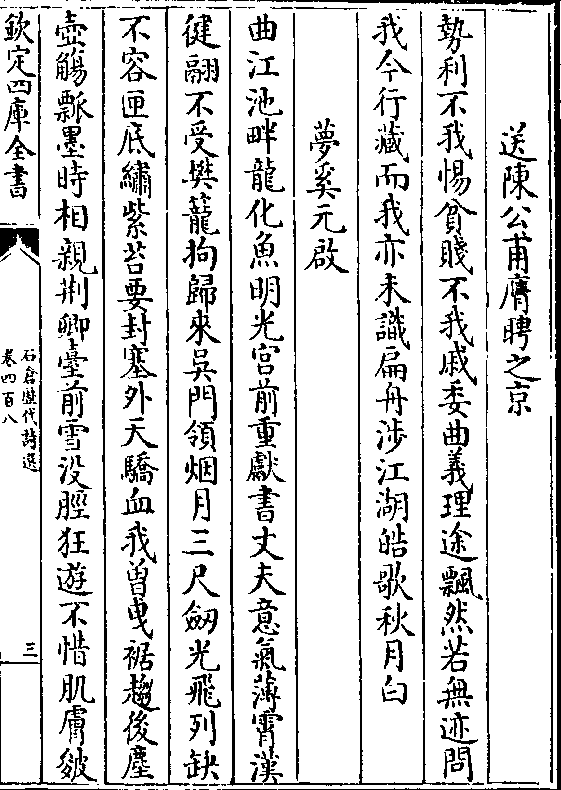 送陳公甫膺聘之京
勢利不我惕貧賤不我戚委曲義理途飄然若無迹問
我今行藏而我亦未識扁舟涉江湖皓歌秋月白
夢奚元啟
曲江池畔龍化魚明光宮前重獻書丈夫意氣薄霄漢
健翮不受樊籠拘歸來吳門領烟月三尺劒光飛列缺
不容匣底繡紫苔要封塞外天驕血我曾曵裾趨後塵
壺觴瓢墨時相親荆卿臺前雪没脛狂遊不惜肌膚皴
欽定四庫全書
石倉歴代詩選
卷四百八
三